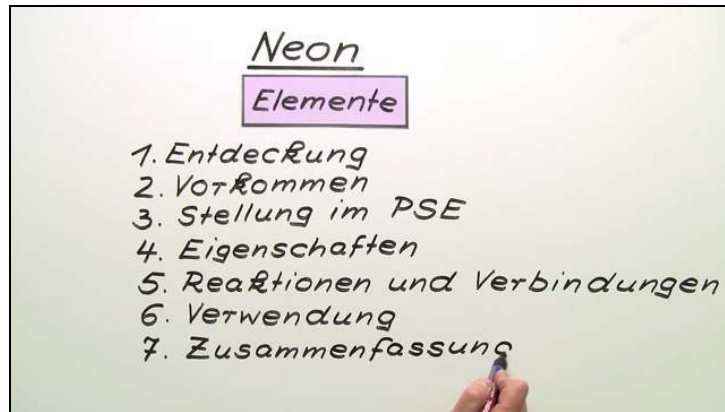 Neon
Elemente
1. Entdeckung
2. Vorkommen
3. Stellung im PSE
4. Eigenschaften
5. Reaktionen und Verbindungen
6. Verwendung
7. Zusammenfassung